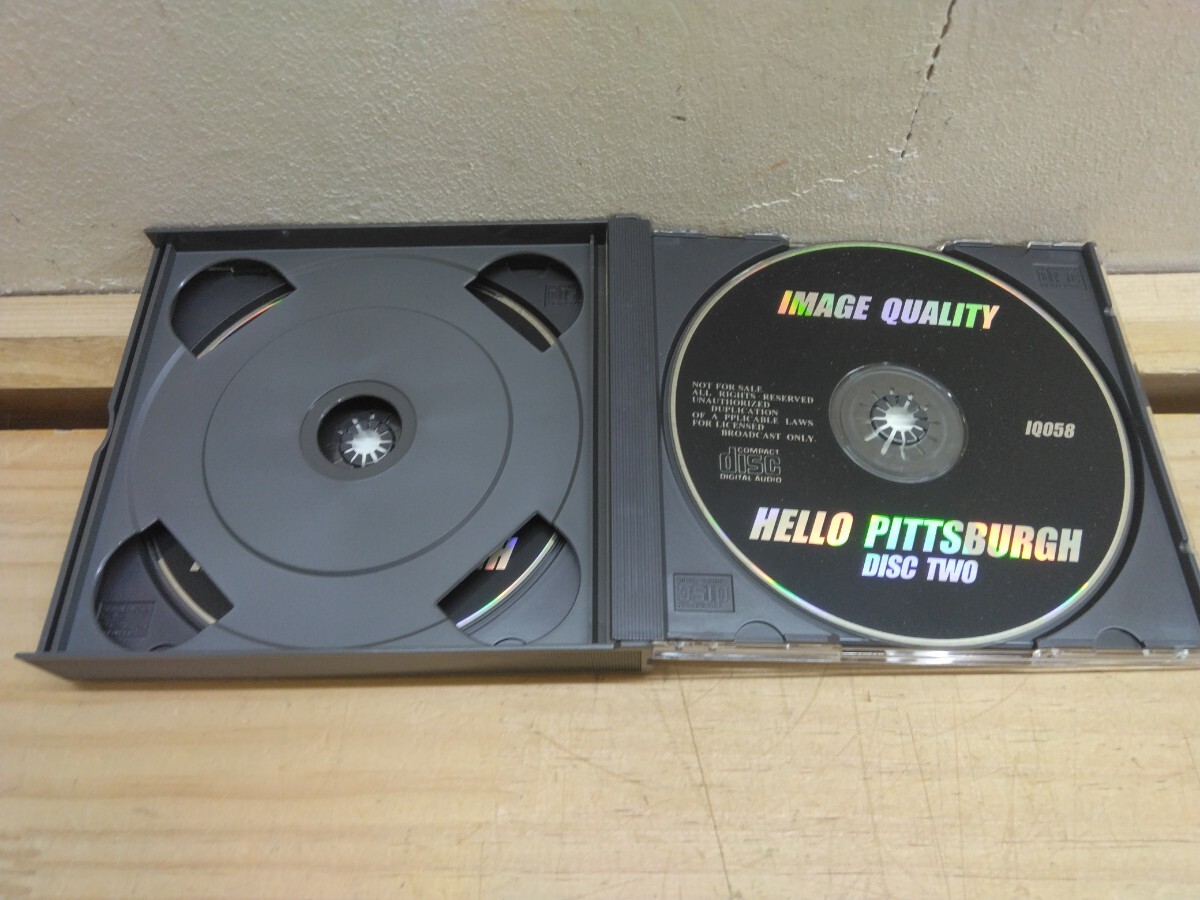 IMAGE QUALITY
NOT FOR SALE
ALL RIGHTS RESERVED
UNAUTHORIZED
DUPLICATION
OF A PPLICABLE LAWS
FOR LICENSED
BROADCAST ONLY.
COMPACT
disc
DIGITAL AUDIO
IQ058
HELLO PITTSBURGH
DISC TWO